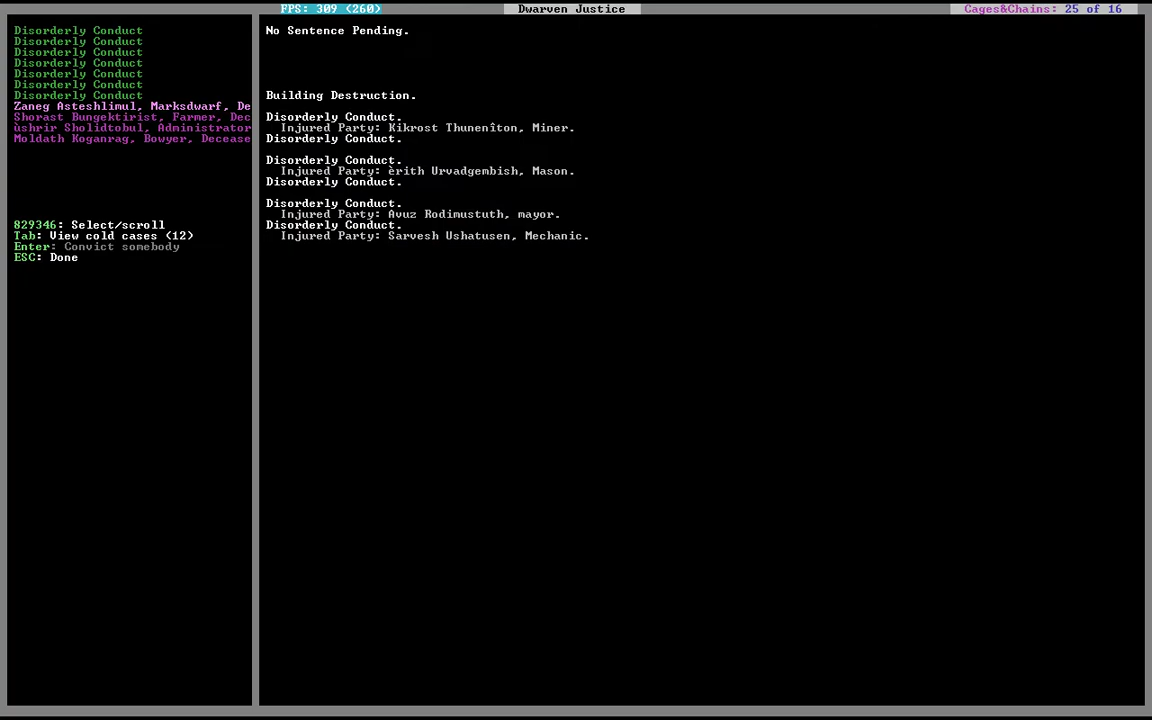 FPS: 309 (260)
Dwarven Justice
Cages&Chains: 25 of 16
Disorderly Conduct
Disorderly Conduct
Disorderly Conduct
Disorderly Conduct
Disorderly Conduct
Disorderly Conduct
Disorderly Conduct
Zaneg Asteshlimul, Marksdwarf, De
Shorast Bungektirist, Farmer, Dec
ùshrir Sholidtobul, Administrator
Moldath Koganrag, Bowyer, Decease
829346: Select/scroll
Tab: View cold cases (12)
Enter: Convict somebody
ESC: Done
No Sentence Pending.
Building Destruction.
Disorderly Conduct.
Injured Party: Kikrost Thunenîton, Miner.
Disorderly Conduct.
Disorderly Conduct.
Injured Party: èrith Urvadgembish, Mason.
Disorderly Conduct.
Disorderly Conduct.
Injured Party: Avuz Rodimustuth, mayor.
Disorderly Conduct.
Injured Party: Sarvesh Ushatusen, Mechanic.